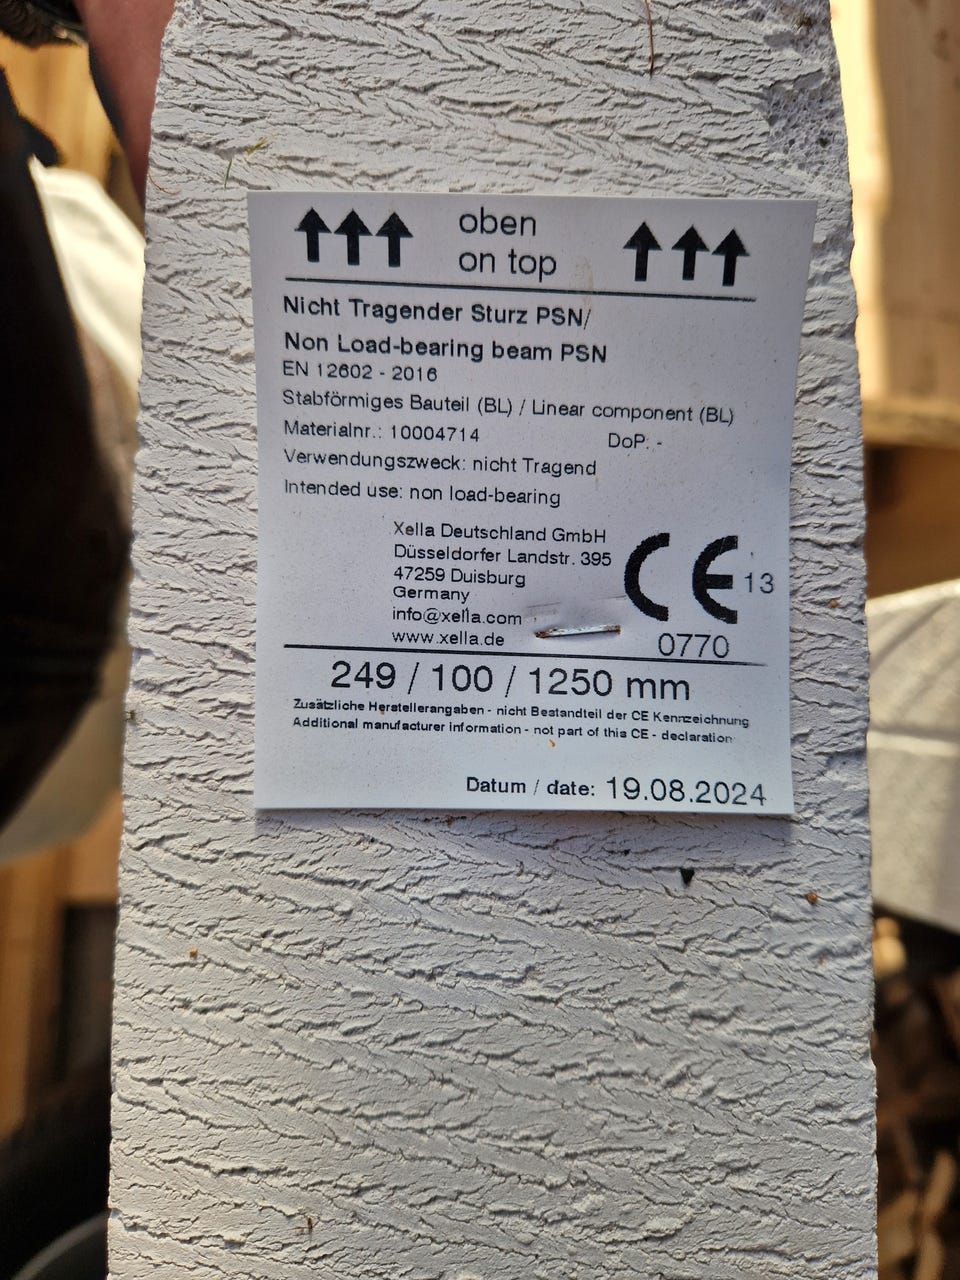 oben
on top
Nicht Tragender Sturz PSN/
Non Load-bearing beam PSN
EN 12602 - 2016
Stabförmiges Bauteil (BL) / Linear component (BL)
Materialnr.: 10004714 DoP: -
Verwendungszweck: nicht Tragend
Intended use: non load-bearing
Xella Deutschland GmbH
Düsseldorfer Landstr. 395
47259 Duisburg
Germany
info@xella.com
www.xella.de
CE 13
0770
249 / 100 / 1250 mm
Zusätzliche Herstellerangaben - nicht Bestandteil der CE Kennzeichnung
Additional manufacturer information - not part of this CE - declaration
Datum / date: 19.08.2024